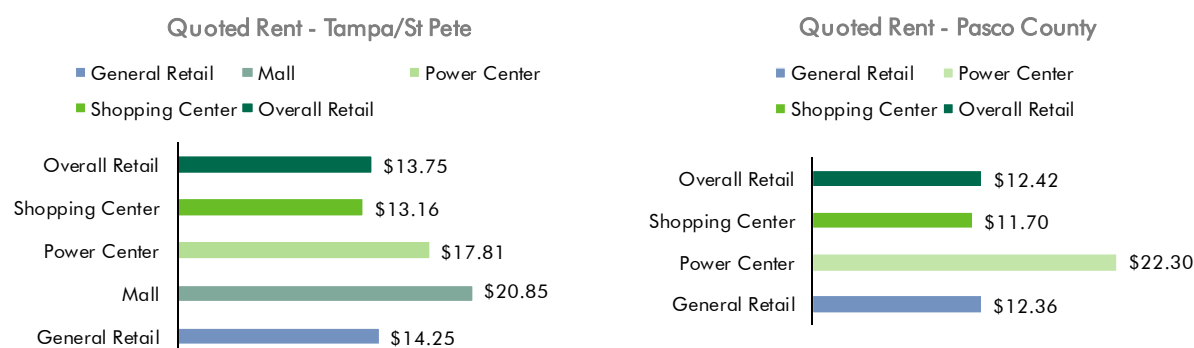 Quoted Rent - Tampa/St Pete
General Retail Mall Power Center
Shopping Center Overall Retail
Overall Retail $13.75
Shopping Center $13.16
Power Center $17.81
Mall $20.85
General Retail $14.25
Quoted Rent - Pasco County
General Retail Power Center
Shopping Center Overall Retail
Overall Retail $12.42
Shopping Center $11.70
Power Center $22.30
General Retail $12.36